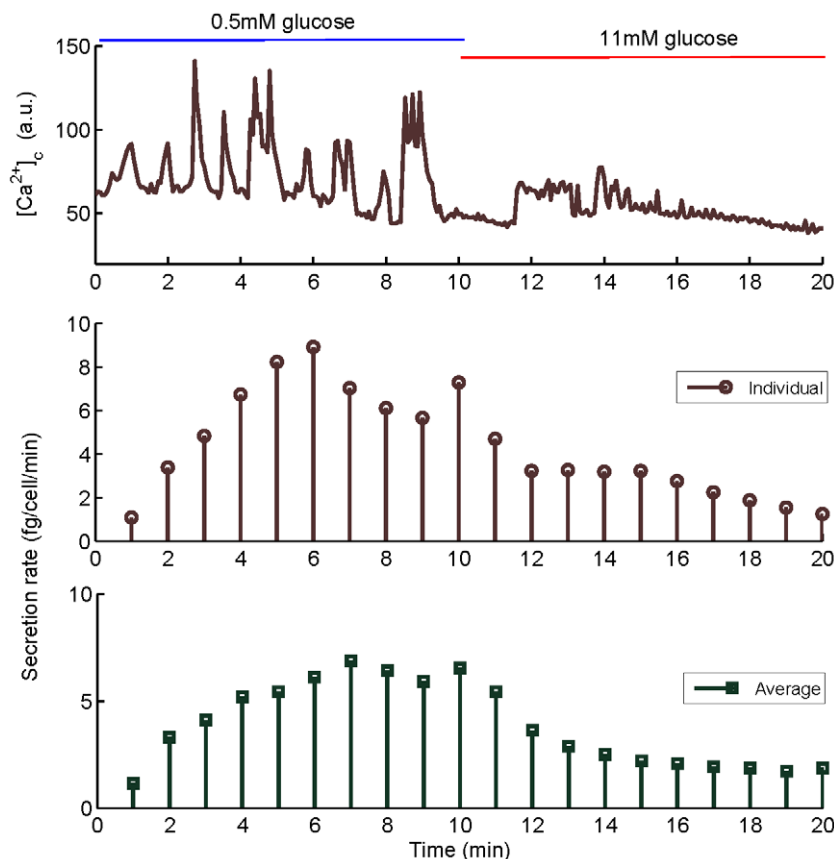 0.5mM glucose
11mM glucose
150
100
50
[Ca²⁺]c (a.u.)
0 2 4 6 8 10 12 14 16 18 20
10
8
6
4
2
0
Individual
0 2 4 6 8 10 12 14 16 18 20
Secretion rate (fg/cell/min)
10
5
0
Average
0 2 4 6 8 10 12 14 16 18 20
Time (min)